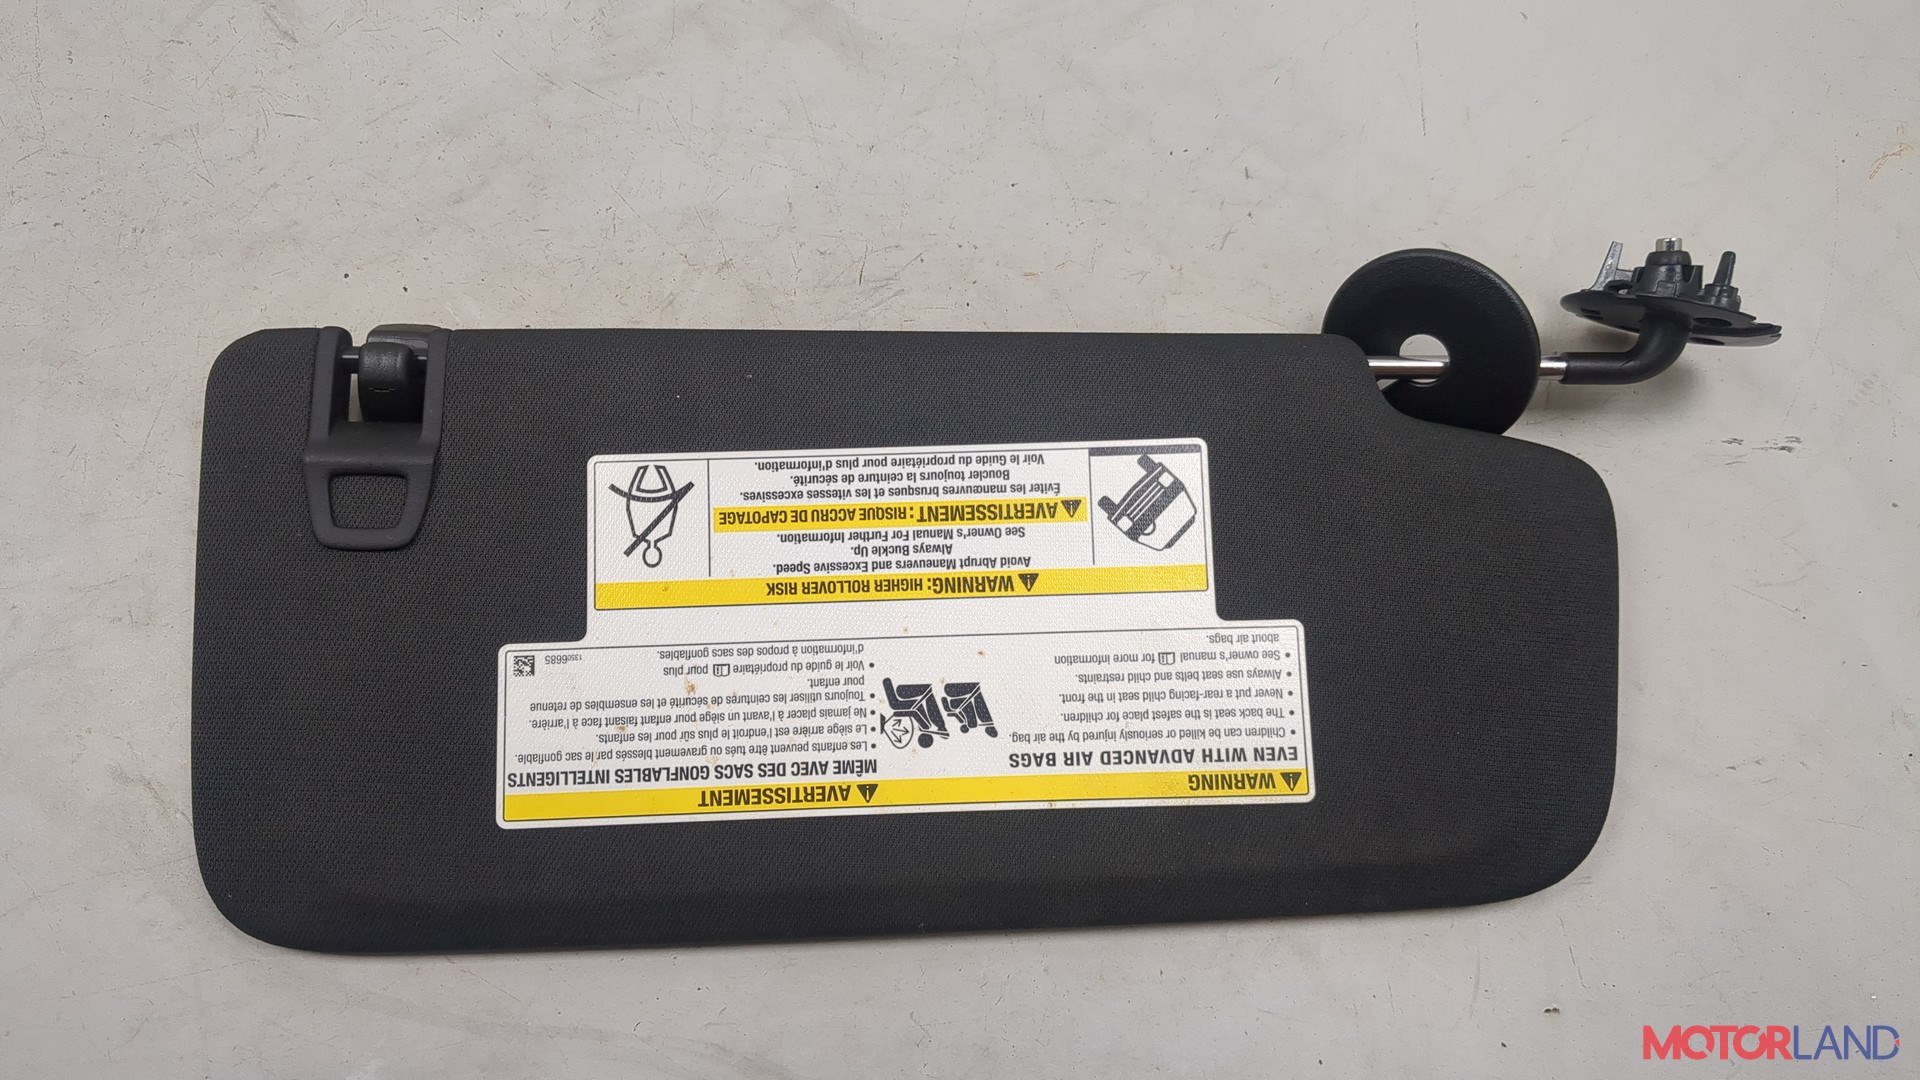 WARNING
EVEN WITH ADVANCED AIR BAGS
• Children can be killed or seriously injured by the air bag.
• The back seat is the safest place for children.
• Never put a rear-facing child seat in the front.
• Always use seat belts and child restraints.
• See owner's manual for more information
about air bags.
AVERTISSEMENT
MÊME AVEC DES SACS GONFLABLES INTELLIGENTS
• Les enfants peuvent être tués ou gravement blessés par le sac gonflable.
• Le siège arrière est l'endroit le plus sûr pour les enfants.
• Ne jamais placer à l'avant un siège pour enfant faisant face à l'arrière.
• Toujours utiliser les ceintures de sécurité et les ensembles de retenue
pour enfant.
• Voir le guide du propriétaire pour plus
d'information à propos des sacs gonflables.
13506685
WARNING: HIGHER ROLLOVER RISK
Avoid Abrupt Maneuvers and Excessive Speed.
Always Buckle Up.
See Owner's Manual For Further Information.
AVERTISSEMENT : RISQUE ACCRU DE CAPOTAGE
Éviter les manœuvres brusques et les vitesses excessives.
Boucler toujours la ceinture de sécurité.
Voir le Guide du propriétaire pour plus d'information.
MOTORLAND